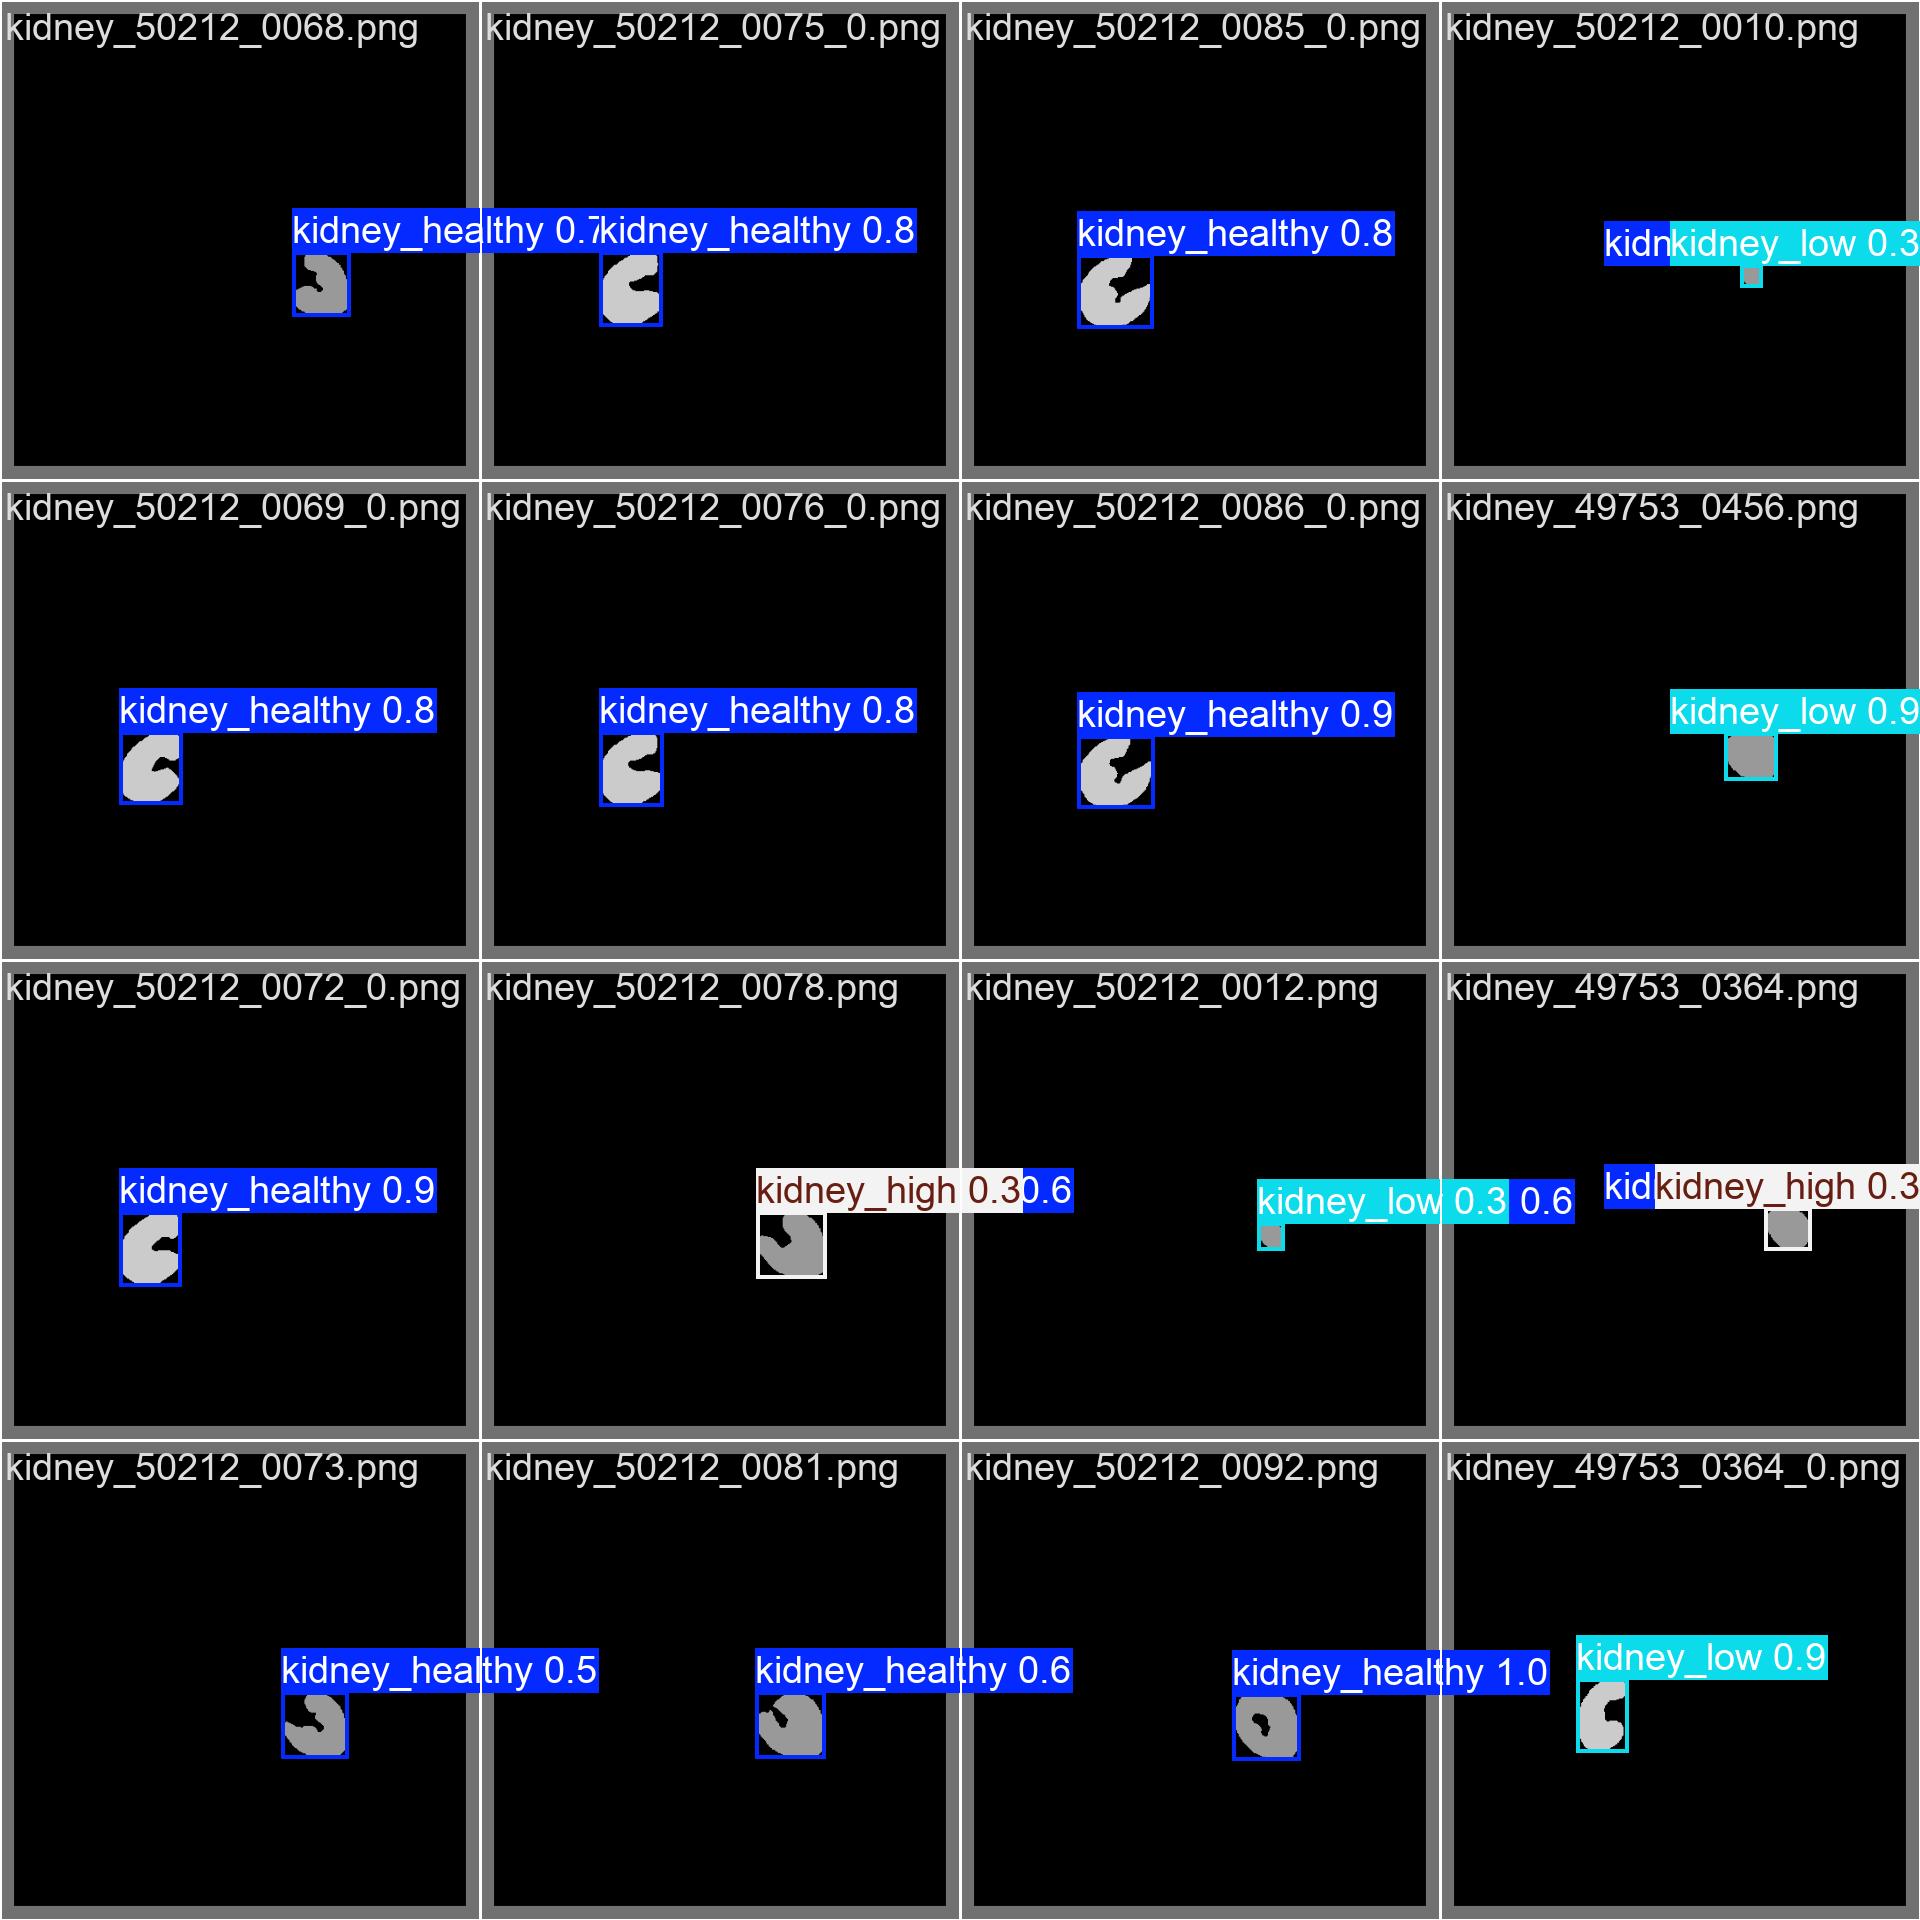 kidney_50212_0068.png
kidney_50212_0075_0.png
kidney_50212_0085_0.png
kidney_50212_0010.png
kidney_healthy 0.7
kidney_healthy 0.8
kidney_healthy 0.8
kidn
kidney_low 0.3
kidney_50212_0069_0.png
kidney_50212_0076_0.png
kidney_50212_0086_0.png
kidney_49753_0456.png
kidney_healthy 0.8
kidney_healthy 0.8
kidney_healthy 0.9
kidney_low 0.9
kidney_50212_0072_0.png
kidney_50212_0078.png
kidney_50212_0012.png
kidney_49753_0364.png
kidney_healthy 0.9
kidney_high 0.3
0.6
kidney_low 0.3
0.6
kid
kidney_high 0.3
kidney_50212_0073.png
kidney_50212_0081.png
kidney_50212_0092.png
kidney_49753_0364_0.png
kidney_healthy 0.5
kidney_healthy 0.6
kidney_healthy 1.0
kidney_low 0.9